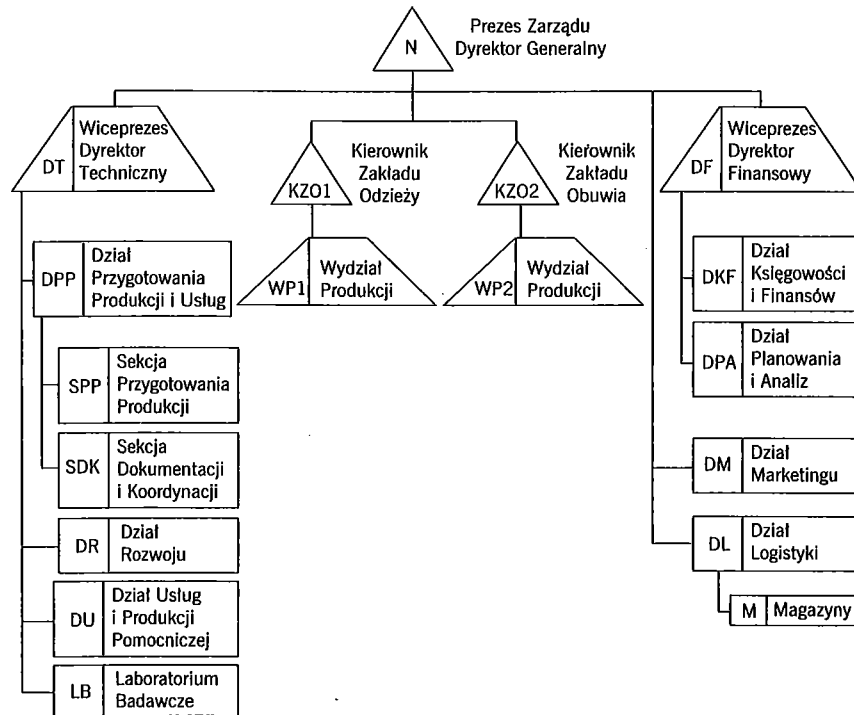 N
Prezes Zarządu
Dyrektor Generalny
DT
Wiceprezes
Dyrektor
Techniczny
KZO1
Kierownik
Zakładu
Odzieży
KZO2
Kierownik
Zakładu
Obuwia
DF
Wiceprezes
Dyrektor
Finansowy
WP1
Wydział
Produkcji
WP2
Wydział
Produkcji
DPP
Dział
Przygotowania
Produkcji i Usług
SPP
Sekcja
Przygotowania
Produkcji
SDK
Sekcja
Dokumentacji
i Koordynacji
DR
Dział
Rozwoju
DU
Dział Usług
i Produkcji
Pomocniczej
LB
Laboratorium
Badawcze
DKF
Dział
Księgowości
i Finansów
DPA
Dział
Planowania
i Analiz
DM
Dział
Marketingu
DL
Dział
Logistyki
M
Magazyny